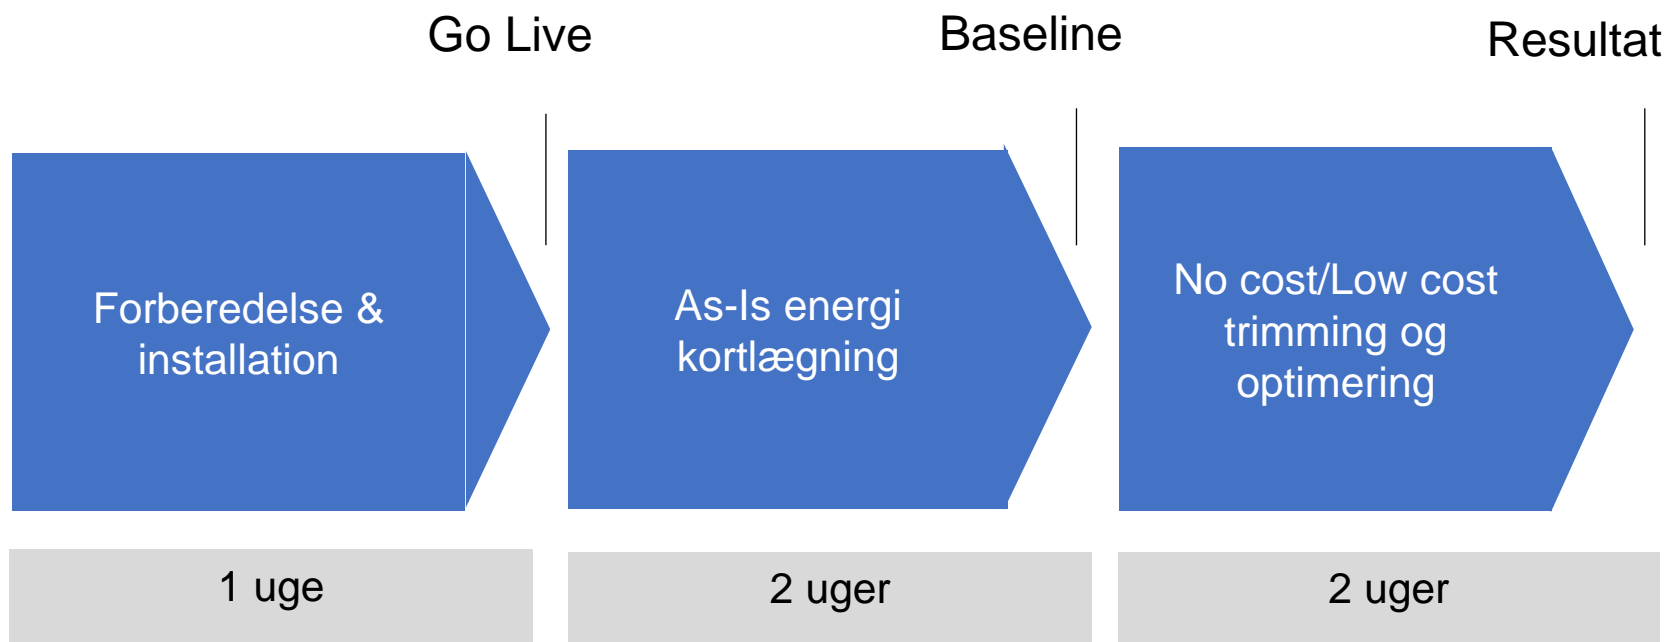 Go Live
Baseline
Resultat
Forberedelse &
installation
As-Is energi
kortlægning
No cost/Low cost
trimming og
optimering
1 uge
2 uger
2 uger